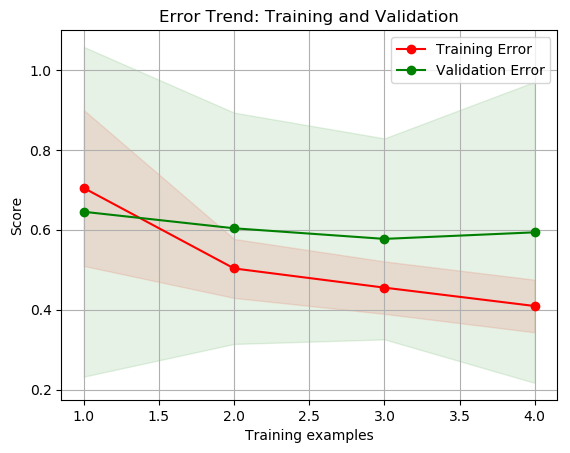 Error Trend: Training and Validation
Training Error
Validation Error
Score
1.0
0.8
0.6
0.4
0.2
1.0 1.5 2.0 2.5 3.0 3.5 4.0
Training examples